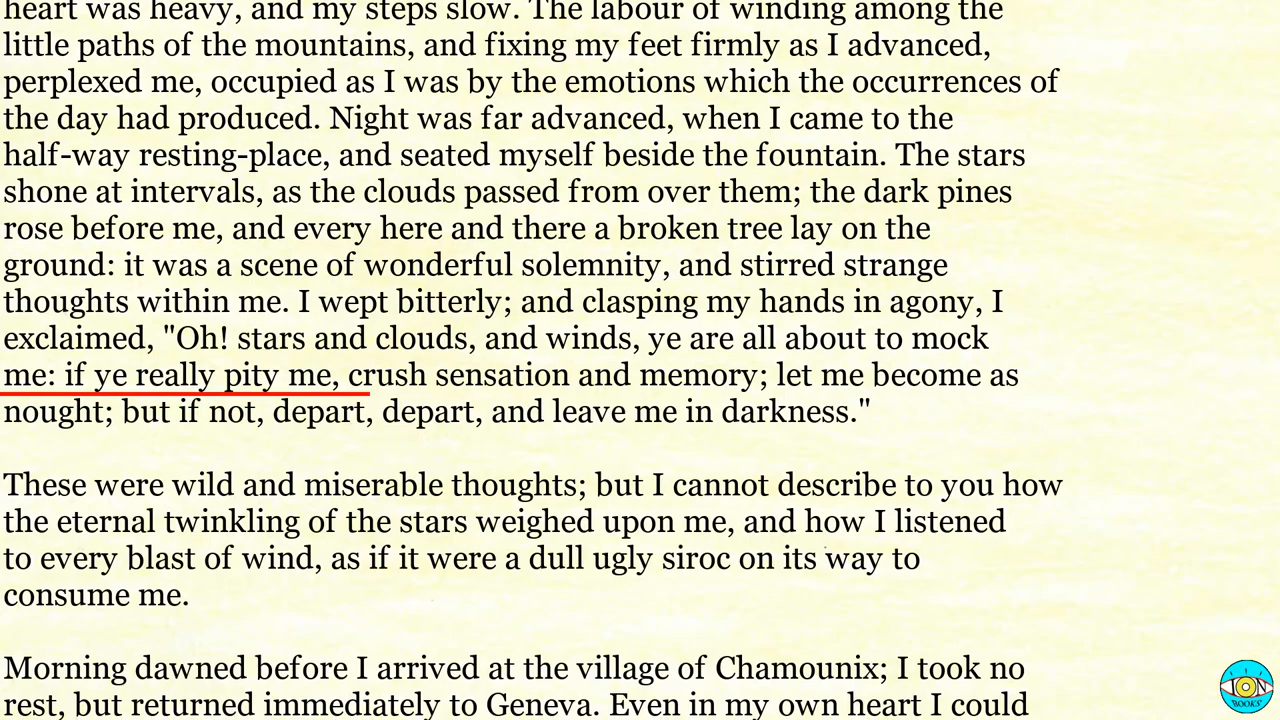 heart was heavy, and my steps slow. The labour of winding among the
little paths of the mountains, and fixing my feet firmly as I advanced,
perplexed me, occupied as I was by the emotions which the occurrences of
the day had produced. Night was far advanced, when I came to the
half-way resting-place, and seated myself beside the fountain. The stars
shone at intervals, as the clouds passed from over them; the dark pines
rose before me, and every here and there a broken tree lay on the
ground: it was a scene of wonderful solemnity, and stirred strange
thoughts within me. I wept bitterly; and clasping my hands in agony, I
exclaimed, "Oh! stars and clouds, and winds, ye are all about to mock
me: if ye really pity me, crush sensation and memory; let me become as
nought; but if not, depart, depart, and leave me in darkness."
These were wild and miserable thoughts; but I cannot describe to you how
the eternal twinkling of the stars weighed upon me, and how I listened
to every blast of wind, as if it were a dull ugly siroc on its way to
consume me.
Morning dawned before I arrived at the village of Chamounix; I took no
rest, but returned immediately to Geneva. Even in my own heart I could
ION
BOOKS